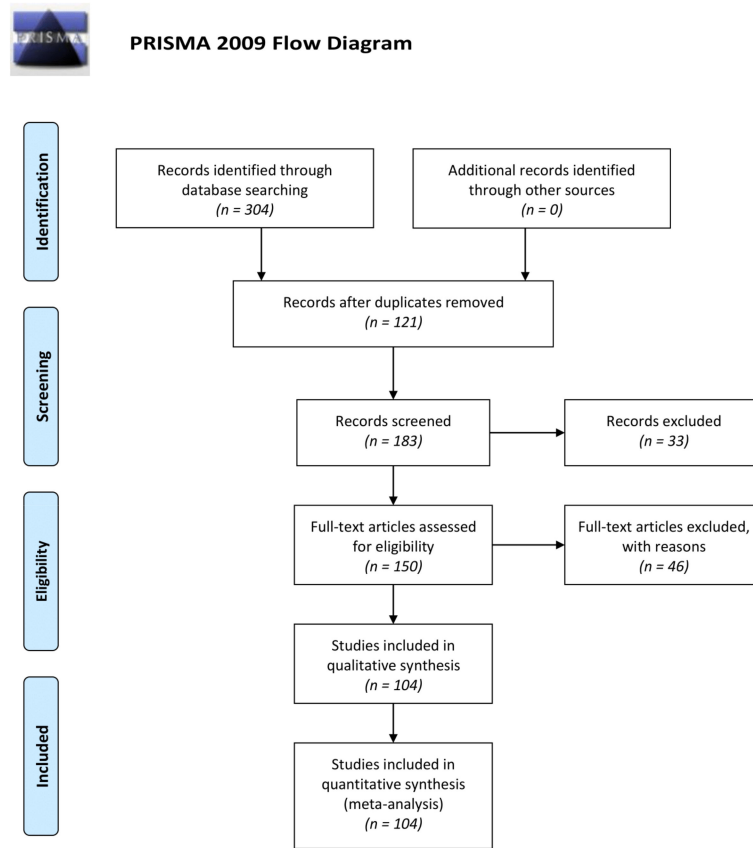 PRISMA
PRISMA 2009 Flow Diagram
Identification
Records identified through
database searching
(n = 304)
Additional records identified
through other sources
(n = 0)
Records after duplicates removed
(n = 121)
Screening
Records screened
(n = 183)
Records excluded
(n = 33)
Eligibility
Full-text articles assessed
for eligibility
(n = 150)
Full-text articles excluded,
with reasons
(n = 46)
Studies included in
qualitative synthesis
(n = 104)
Included
Studies included in
quantitative synthesis
(meta-analysis)
(n = 104)